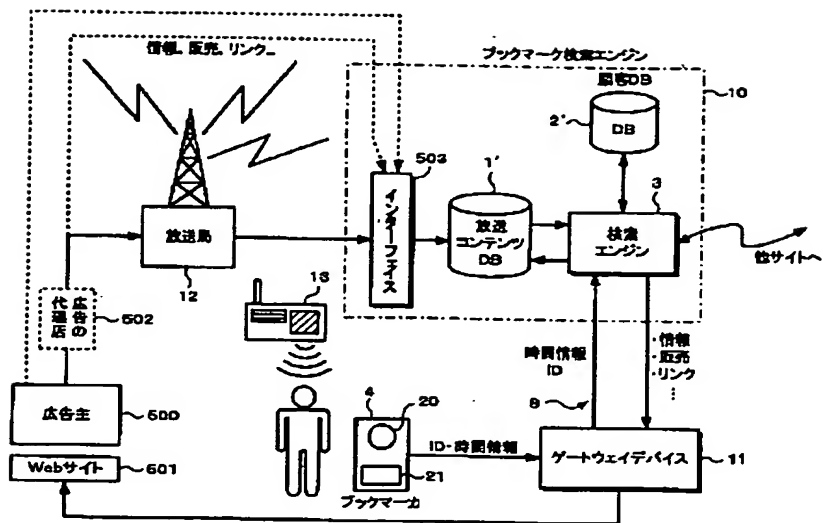 情報、販売、リンク…
ブックマーク検索エンジン
顧客DB
10
2'
DB
503
1'
3
インターフェイス
放送
コンテンツ
DB
検索
エンジン
他サイトへ
放送局
12
13
広告の
代理店
502
時間情報
ID
・情報
・販売
・リンク
⋮
広告主
500
4
20
8
ID・時間情報
ゲートウェイデバイス
11
Webサイト
501
21
ブックマーカ